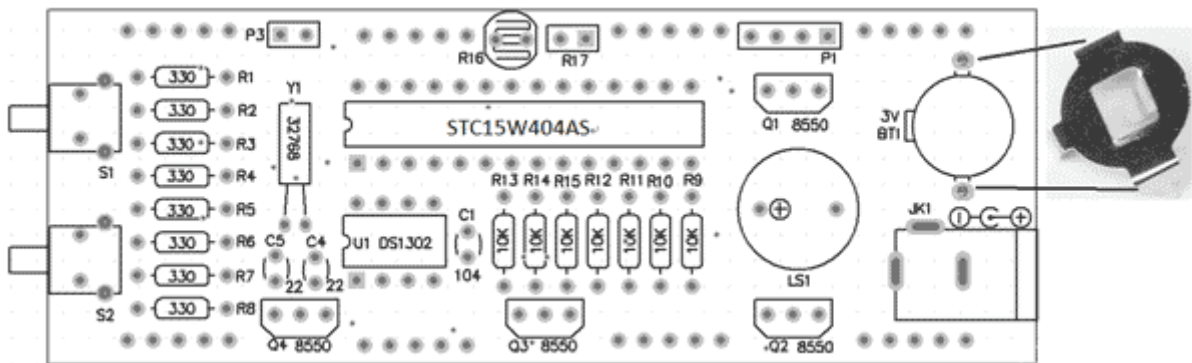 P3
R16
R17
P1
330 R1
330 R2
330 R3
330 R4
330 R5
330 R6
330 R7
330 R8
S1
S2
Y1
32768
STC15W404AS
Q1 8550
3V
BT1
R13 R14 R15 R12 R11 R10 R9
10K 10K 10K 10K 10K 10K 10K
U1 DS1302
C1
104
C5 C4
22 22
LS1
JK1
Q4 8550
Q3 8550
Q2 8550